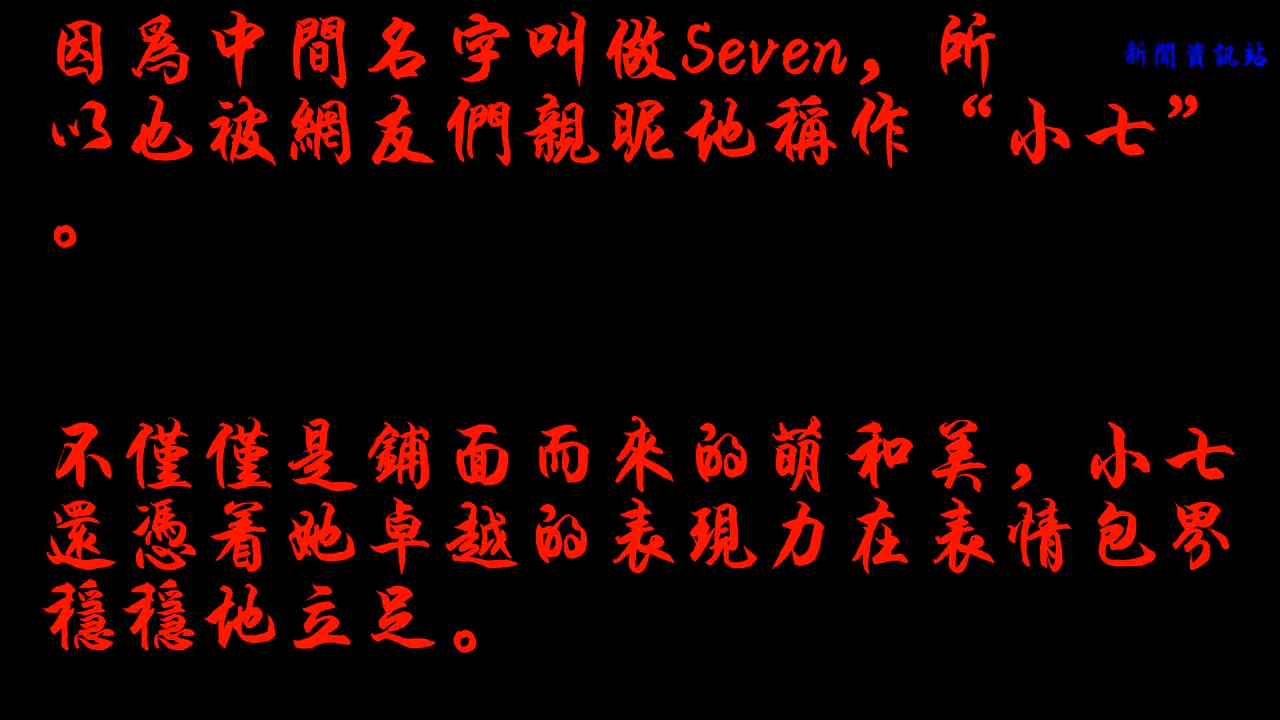 因為中間名字叫做Seven，所
新聞資訊站
以也被網友們親昵地稱作“小七”
。
不僅僅是鋪面而來的萌和美，小七
還憑着她卓越的表現力在表情包界
穩穩地立足。